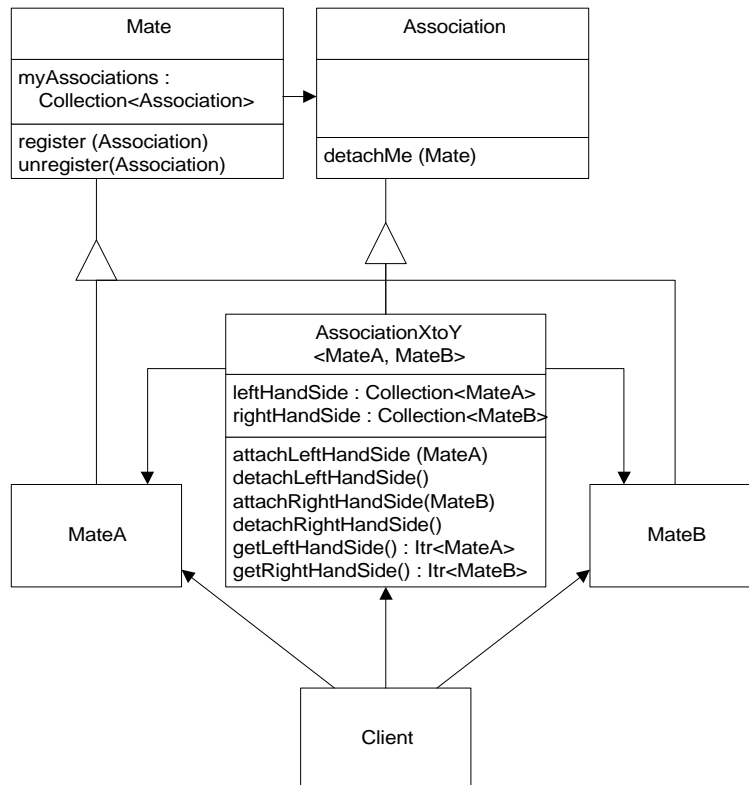 Mate
myAssociations :
Collection<Association>
register (Association)
unregister(Association)
Association
detachMe (Mate)
AssociationXtoY
<MateA, MateB>
leftHandSide : Collection<MateA>
rightHandSide : Collection<MateB>
attachLeftHandSide (MateA)
detachLeftHandSide()
attachRightHandSide(MateB)
detachRightHandSide()
getLeftHandSide() : Itr<MateA>
getRightHandSide() : Itr<MateB>
MateA
MateB
Client